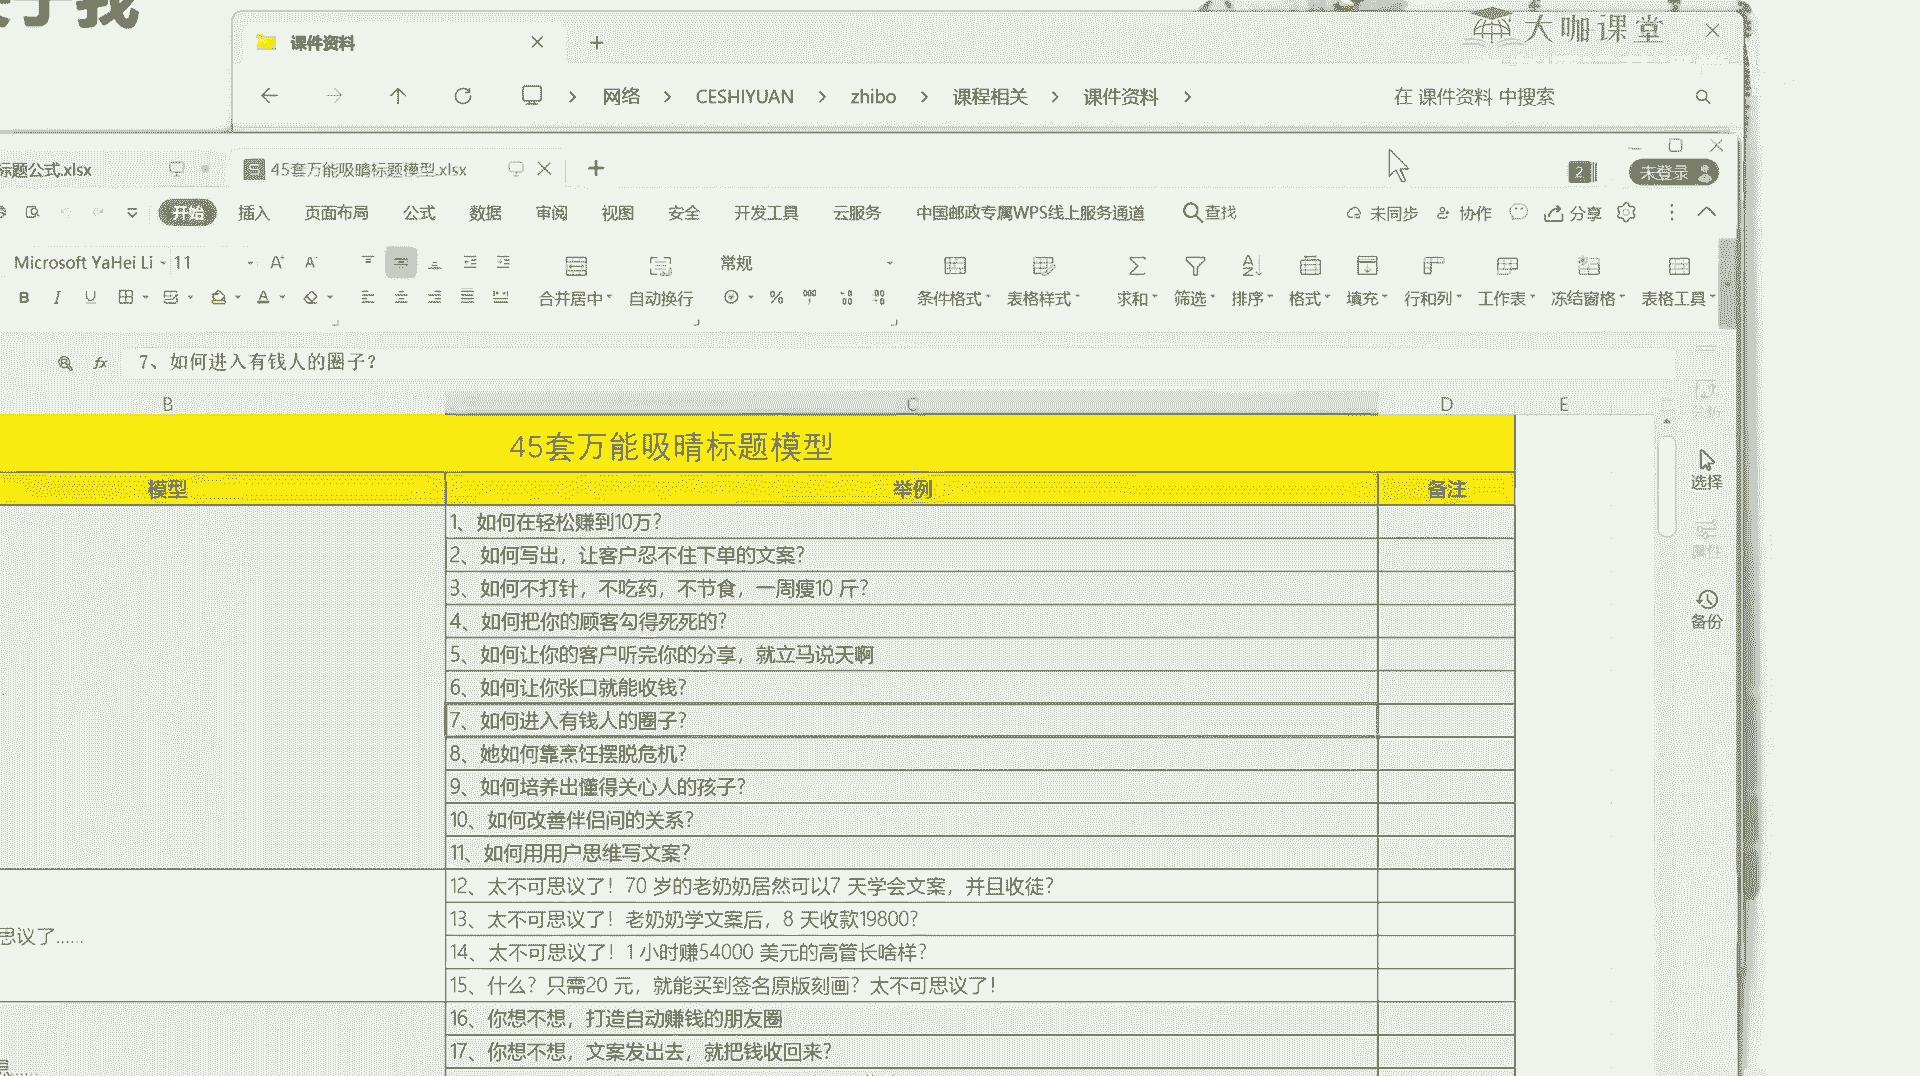 关于我
大咖课堂
课件资料
网络 CESHIYUAN zhibo 课程相关 课件资料
在 课件资料 中搜索
标题公式.xlsx
45套万能吸晴标题模型.xlsx
2
未登录
开始 插入 页面布局 公式 数据 审阅 视图 安全 开发工具 云服务 中国邮政专属WPS线上服务通道 查找
未同步 协作 分享
Microsoft YaHei Li 11
常规
合并居中 自动换行
条件格式 表格样式 求和 筛选 排序 格式 填充 行和列 工作表 冻结窗格 表格工具
fx 7、如何进入有钱人的圈子？
B C D E
45套万能吸晴标题模型
模型 举例 备注
1、如何在轻松赚到10万？
2、如何写出，让客户忍不住下单的文案？
3、如何不打针，不吃药，不节食，一周瘦10 斤？
4、如何把你的顾客勾得死死的？
5、如何让你的客户听完你的分享，就立马说天啊
6、如何让你张口就能收钱？
7、如何进入有钱人的圈子？
8、她如何靠烹饪摆脱危机？
9、如何培养出懂得关心人的孩子？
10、如何改善伴侣间的关系？
11、如何用用户思维写文案？
思议了......
12、太不可思议了！70 岁的老奶奶居然可以7 天学会文案，并且收徒？
13、太不可思议了！老奶奶学文案后，8 天收款19800？
14、太不可思议了！1 小时赚54000 美元的高管长啥样？
15、什么？只需20 元，就能买到签名原版刻画？太不可思议了！
16、你想不想，打造自动赚钱的朋友圈
17、你想不想，文案发出去，就把钱收回来？
分析
选择
属性
备份